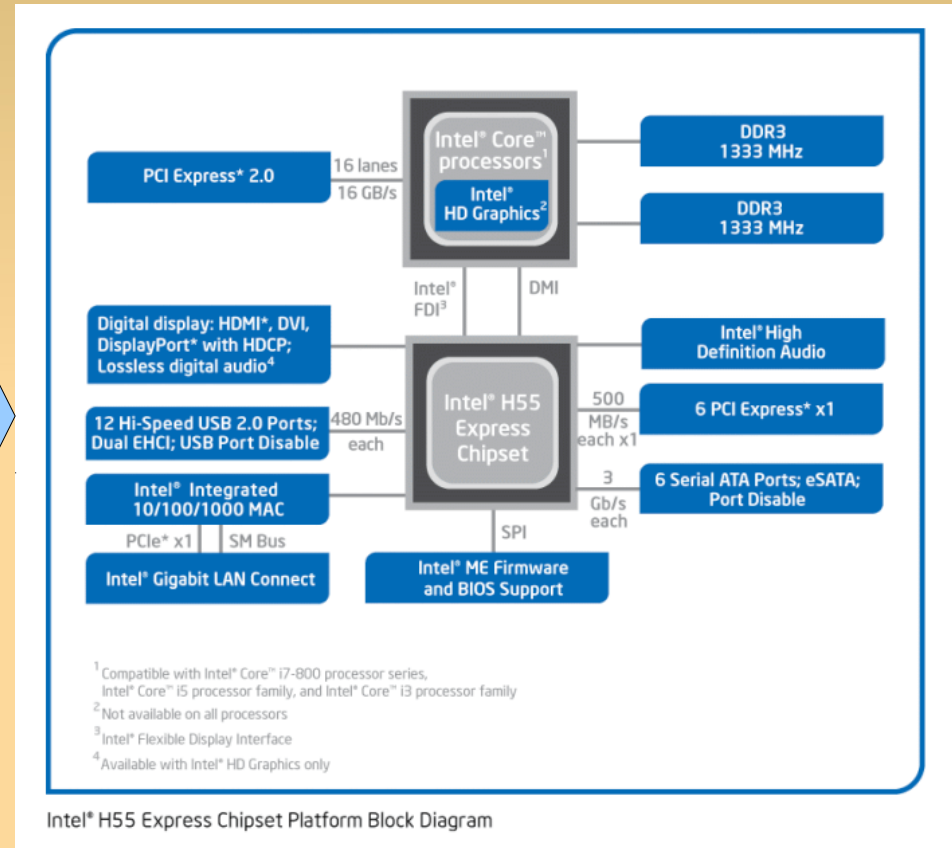 Intel® Core™
processors¹
Intel®
HD Graphics²
PCI Express* 2.0
16 lanes
16 GB/s
DDR3
1333 MHz
DDR3
1333 MHz
Intel®
FDI³
DMI
Digital display: HDMI*, DVI,
DisplayPort* with HDCP;
Lossless digital audio⁴
Intel® High
Definition Audio
Intel® H55
Express
Chipset
12 Hi-Speed USB 2.0 Ports;
Dual EHCI; USB Port Disable
480 Mb/s
each
500
MB/s
each x1
6 PCI Express* x1
Intel® Integrated
10/100/1000 MAC
3
Gb/s
each
6 Serial ATA Ports; eSATA;
Port Disable
PCIe* x1
SM Bus
SPI
Intel® Gigabit LAN Connect
Intel® ME Firmware
and BIOS Support
¹ Compatible with Intel® Core™ i7-800 processor series,
Intel® Core™ i5 processor family, and Intel® Core™ i3 processor family
² Not available on all processors
³ Intel® Flexible Display Interface
⁴ Available with Intel® HD Graphics only
Intel® H55 Express Chipset Platform Block Diagram